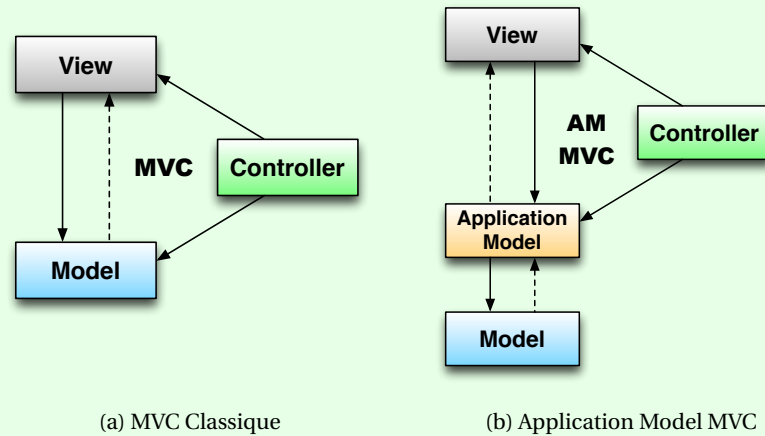 View
MVC
Controller
Model
(a) MVC Classique
View
AM
MVC
Controller
Application
Model
Model
(b) Application Model MVC